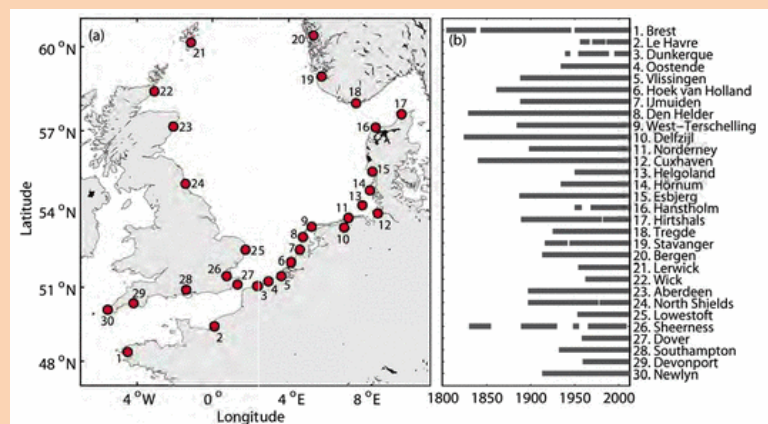 (a)
60 °N
57 °N
54 °N
51 °N
48 °N
Latitude
4 °W
0 °
4 °E
8 °E
Longitude
20
21
19
22
18
17
23
16
24
15
14
13
11
12
9
10
8
25
7
6
26
27
5
4
3
28
29
30
2
1
(b)
1. Brest
2. Le Havre
3. Dunkerque
4. Oostende
5. Vlissingen
6. Hoek van Holland
7. IJmuiden
8. Den Helder
9. West-Terschelling
10. Delfzijl
11. Norderney
12. Cuxhaven
13. Helgoland
14. Hörnum
15. Esbjerg
16. Hanstholm
17. Hirtshals
18. Tregde
19. Stavanger
20. Bergen
21. Lerwick
22. Wick
23. Aberdeen
24. North Shields
25. Lowestoft
26. Sheerness
27. Dover
28. Southampton
29. Devonport
30. Newlyn
1800 1850 1900 1950 2000